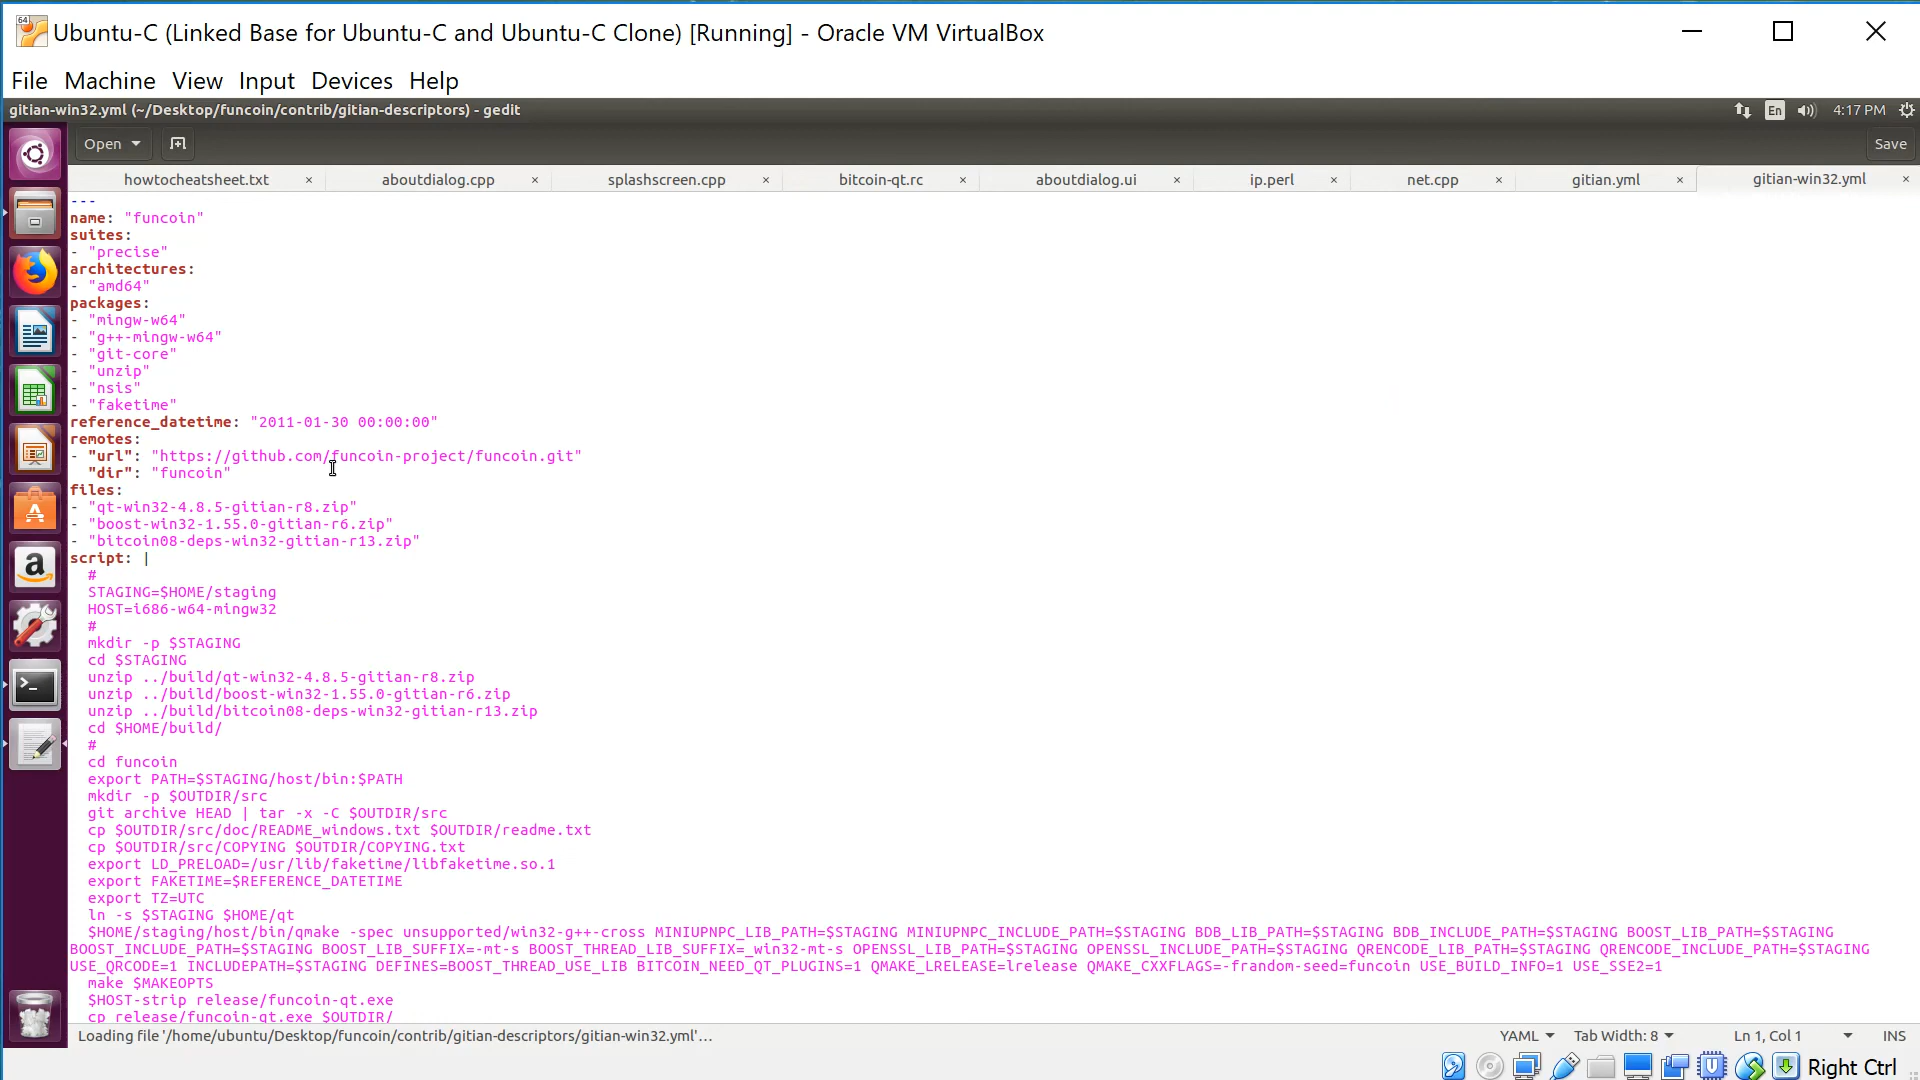 64
Ubuntu-C (Linked Base for Ubuntu-C and Ubuntu-C Clone) [Running] - Oracle VM VirtualBox
File Machine View Input Devices Help
gitian-win32.yml (~/Desktop/funcoin/contrib/gitian-descriptors) - gedit
En
4:17 PM
Open
Save
howtocheatsheet.txt × aboutdialog.cpp × splashscreen.cpp × bitcoin-qt.rc × aboutdialog.ui × ip.perl × net.cpp × gitian.yml × gitian-win32.yml ×
---
name: "funcoin"
suites:
- "precise"
architectures:
- "amd64"
packages:
- "mingw-w64"
- "g++-mingw-w64"
- "git-core"
- "unzip"
- "nsis"
- "faketime"
reference_datetime: "2011-01-30 00:00:00"
remotes:
- "url": "https://github.com/funcoin-project/funcoin.git"
  "dir": "funcoin"
files:
- "qt-win32-4.8.5-gitian-r8.zip"
- "boost-win32-1.55.0-gitian-r6.zip"
- "bitcoin08-deps-win32-gitian-r13.zip"
script: |
  #
  STAGING=$HOME/staging
  HOST=i686-w64-mingw32
  #
  mkdir -p $STAGING
  cd $STAGING
  unzip ../build/qt-win32-4.8.5-gitian-r8.zip
  unzip ../build/boost-win32-1.55.0-gitian-r6.zip
  unzip ../build/bitcoin08-deps-win32-gitian-r13.zip
  cd $HOME/build/
  #
  cd funcoin
  export PATH=$STAGING/host/bin:$PATH
  mkdir -p $OUTDIR/src
  git archive HEAD | tar -x -C $OUTDIR/src
  cp $OUTDIR/src/doc/README_windows.txt $OUTDIR/readme.txt
  cp $OUTDIR/src/COPYING $OUTDIR/COPYING.txt
  export LD_PRELOAD=/usr/lib/faketime/libfaketime.so.1
  export FAKETIME=$REFERENCE_DATETIME
  export TZ=UTC
  ln -s $STAGING $HOME/qt
  $HOME/staging/host/bin/qmake -spec unsupported/win32-g++-cross MINIUPNPC_LIB_PATH=$STAGING MINIUPNPC_INCLUDE_PATH=$STAGING BDB_LIB_PATH=$STAGING BDB_INCLUDE_PATH=$STAGING BOOST_LIB_PATH=$STAGING
BOOST_INCLUDE_PATH=$STAGING BOOST_LIB_SUFFIX=-mt-s BOOST_THREAD_LIB_SUFFIX=_win32-mt-s OPENSSL_LIB_PATH=$STAGING OPENSSL_INCLUDE_PATH=$STAGING QRENCODE_LIB_PATH=$STAGING QRENCODE_INCLUDE_PATH=$STAGING
USE_QRCODE=1 INCLUDEPATH=$STAGING DEFINES=BOOST_THREAD_USE_LIB BITCOIN_NEED_QT_PLUGINS=1 QMAKE_LRELEASE=lrelease QMAKE_CXXFLAGS=-frandom-seed=funcoin USE_BUILD_INFO=1 USE_SSE2=1
  make $MAKEOPTS
  $HOST-strip release/funcoin-qt.exe
  cp release/funcoin-qt.exe $OUTDIR/
Loading file '/home/ubuntu/Desktop/funcoin/contrib/gitian-descriptors/gitian-win32.yml'…
YAML
Tab Width: 8
Ln 1, Col 1
INS
Right Ctrl